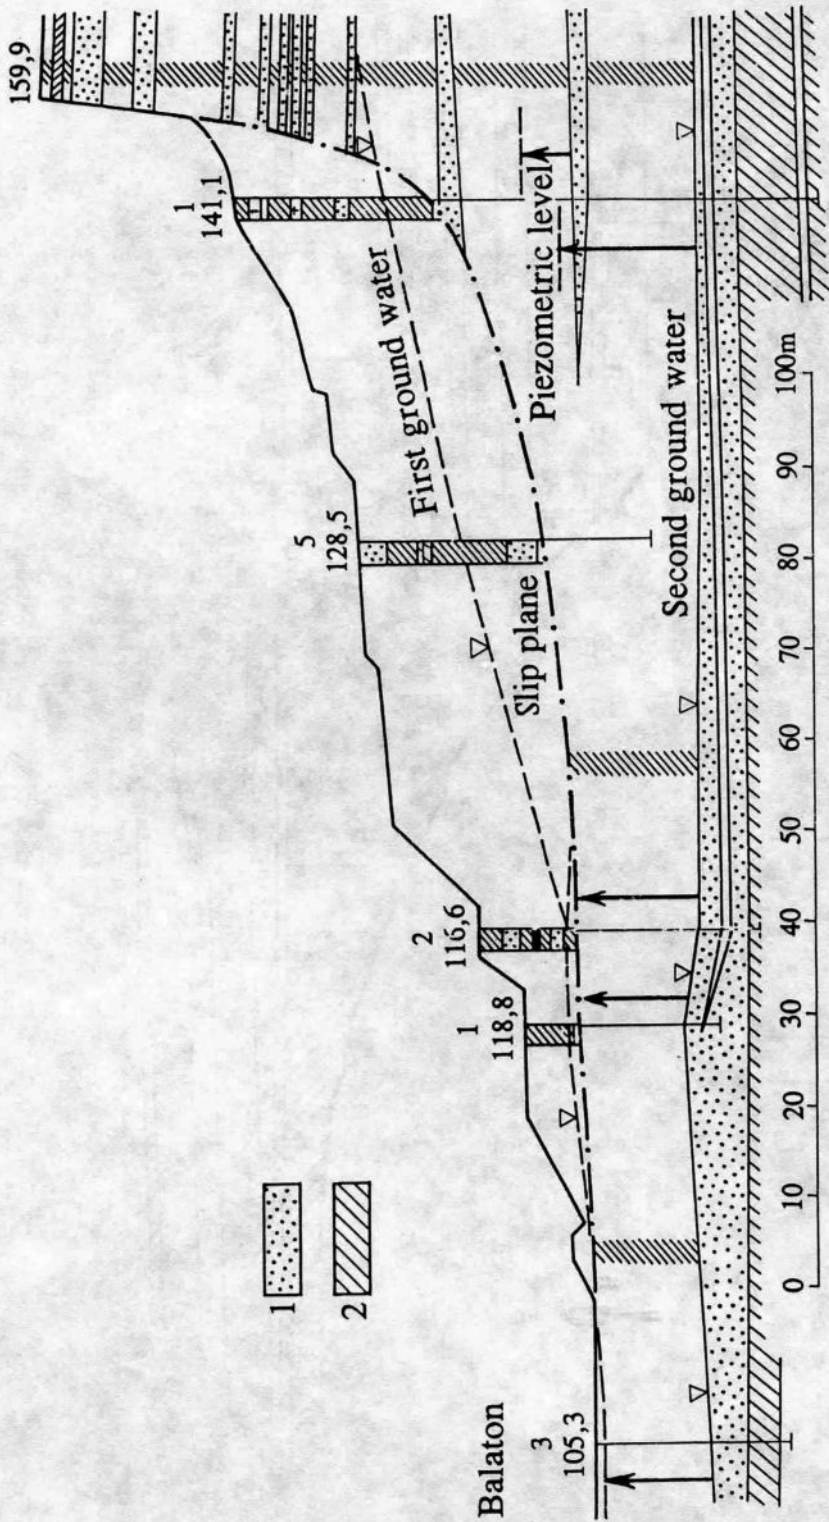 159,9
1
141,1
5
128,5
2
116,6
1
118,8
3
105,3
Balaton
1
2
First ground water
Slip plane
Piezometric level
Second ground water
0 10 20 30 40 50 60 70 80 90 100m